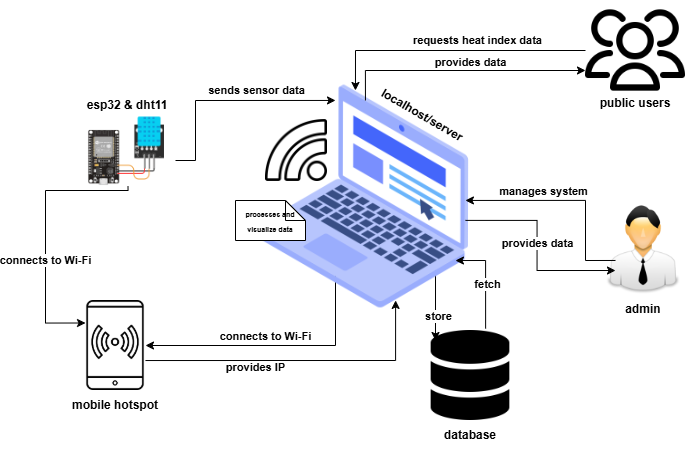 requests heat index data
provides data
public users
esp32 & dht11
sends sensor data
localhost/server
manages system
processes and
visualize data
provides data
connects to Wi-Fi
fetch
admin
store
connects to Wi-Fi
provides IP
mobile hotspot
database